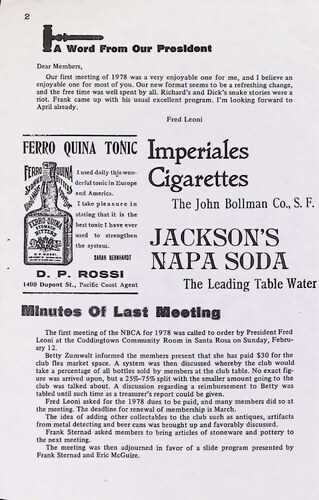 2
A Word From Our President
Dear Members,
Our first meeting of 1978 was a very enjoyable one for me, and I believe an
enjoyable one for most of you. Our new format seems to be a refreshing change,
and the free time was well spent by all. Richard's and Dick's snake stories were a
riot. Frank came up with his usual excellent program. I'm looking forward to
April already.
Fred Leoni
FERRO QUINA TONIC
I used daily this won-
derful tonic in Europe
and America.
I take pleasure in
stating that it is the
best tonic I have ever
used to strengthen
the system.
SARAH BERNHARDT
FERRO QUINA
STOMACH
BITTERS
FERRO-QUINA
STOMACH
BITTERS
D. P. ROSSI
1400 Dupont St., Pacific Coast Agent
Imperiales
Cigarettes
The John Bollman Co., S. F.
JACKSON'S
NAPA SODA
The Leading Table Water
Minutes Of Last Meeting
The first meeting of the NBCA for 1978 was called to order by President Fred
Leoni at the Coddingtown Community Room in Santa Rosa on Sunday, Febru-
ary 12.
Betty Zumwalt informed the members present that she has paid $30 for the
club flea market space. A system was then discussed whereby the club would
take a percentage of all bottles sold by members at the club table. No exact fig-
ure was arrived upon, but a 25%-75% split with the smaller amount going to the
club was talked about. A discussion regarding a reimbursement to Betty was
tabled until such time as a treasurer's report could be given.
Fred Leoni asked for the 1978 dues to be paid, and many members did so
at the meeting. The deadline for renewal of membership is March.
The idea of adding other collectables to the club such as antiques, artifacts
from metal detecting and beer cans was brought up and favorably discussed.
Frank Sternad asked members to bring articles of stoneware and pottery to
the next meeting.
The meeting was then adjourned in favor of a slide program presented by
Frank Sternad and Eric McGuire.